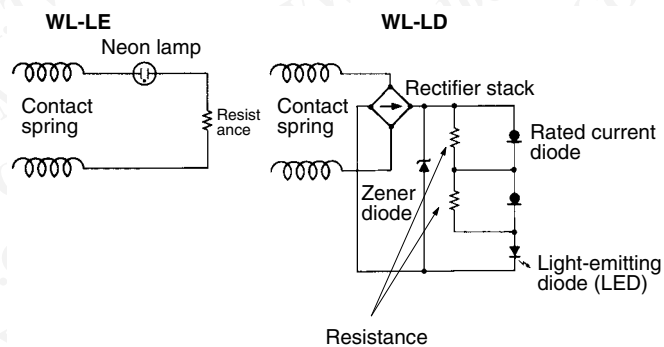 WL-LE
Neon lamp
Contact
spring
Resist
ance
WL-LD
Rectifier stack
Contact
spring
Rated current
diode
Zener
diode
Light-emitting
diode (LED)
Resistance